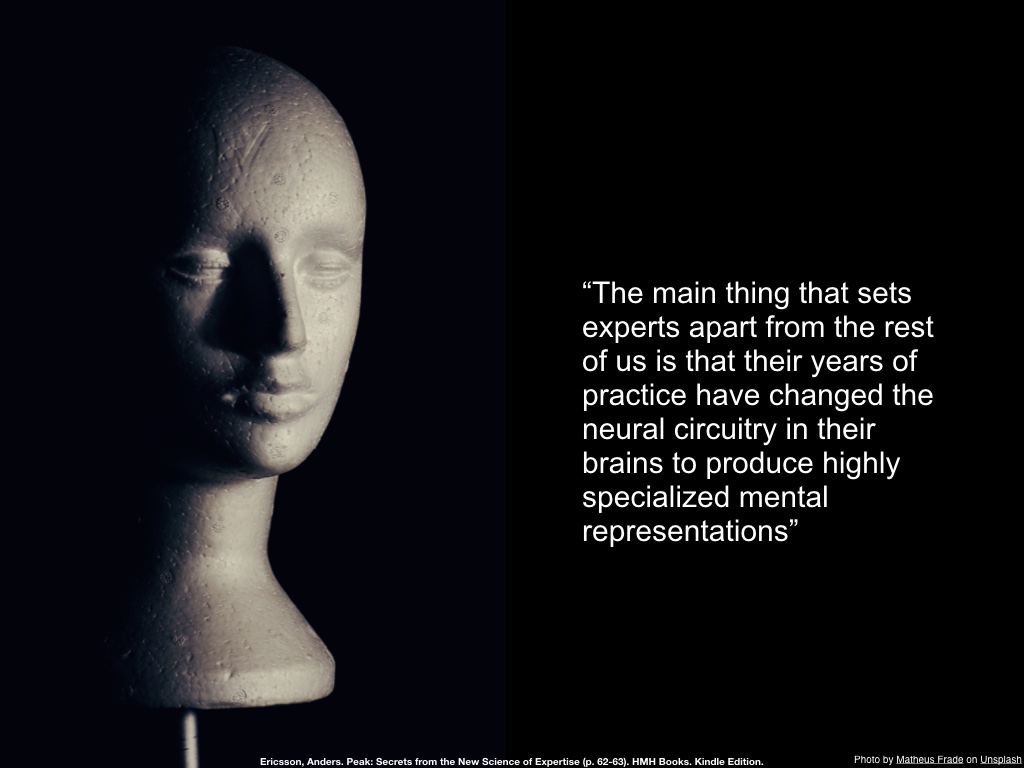 “The main thing that sets
experts apart from the rest
of us is that their years of
practice have changed the
neural circuitry in their
brains to produce highly
specialized mental
representations”
Ericsson, Anders. Peak: Secrets from the New Science of Expertise (p. 62-63). HMH Books. Kindle Edition.
Photo by Matheus Frade on Unsplash